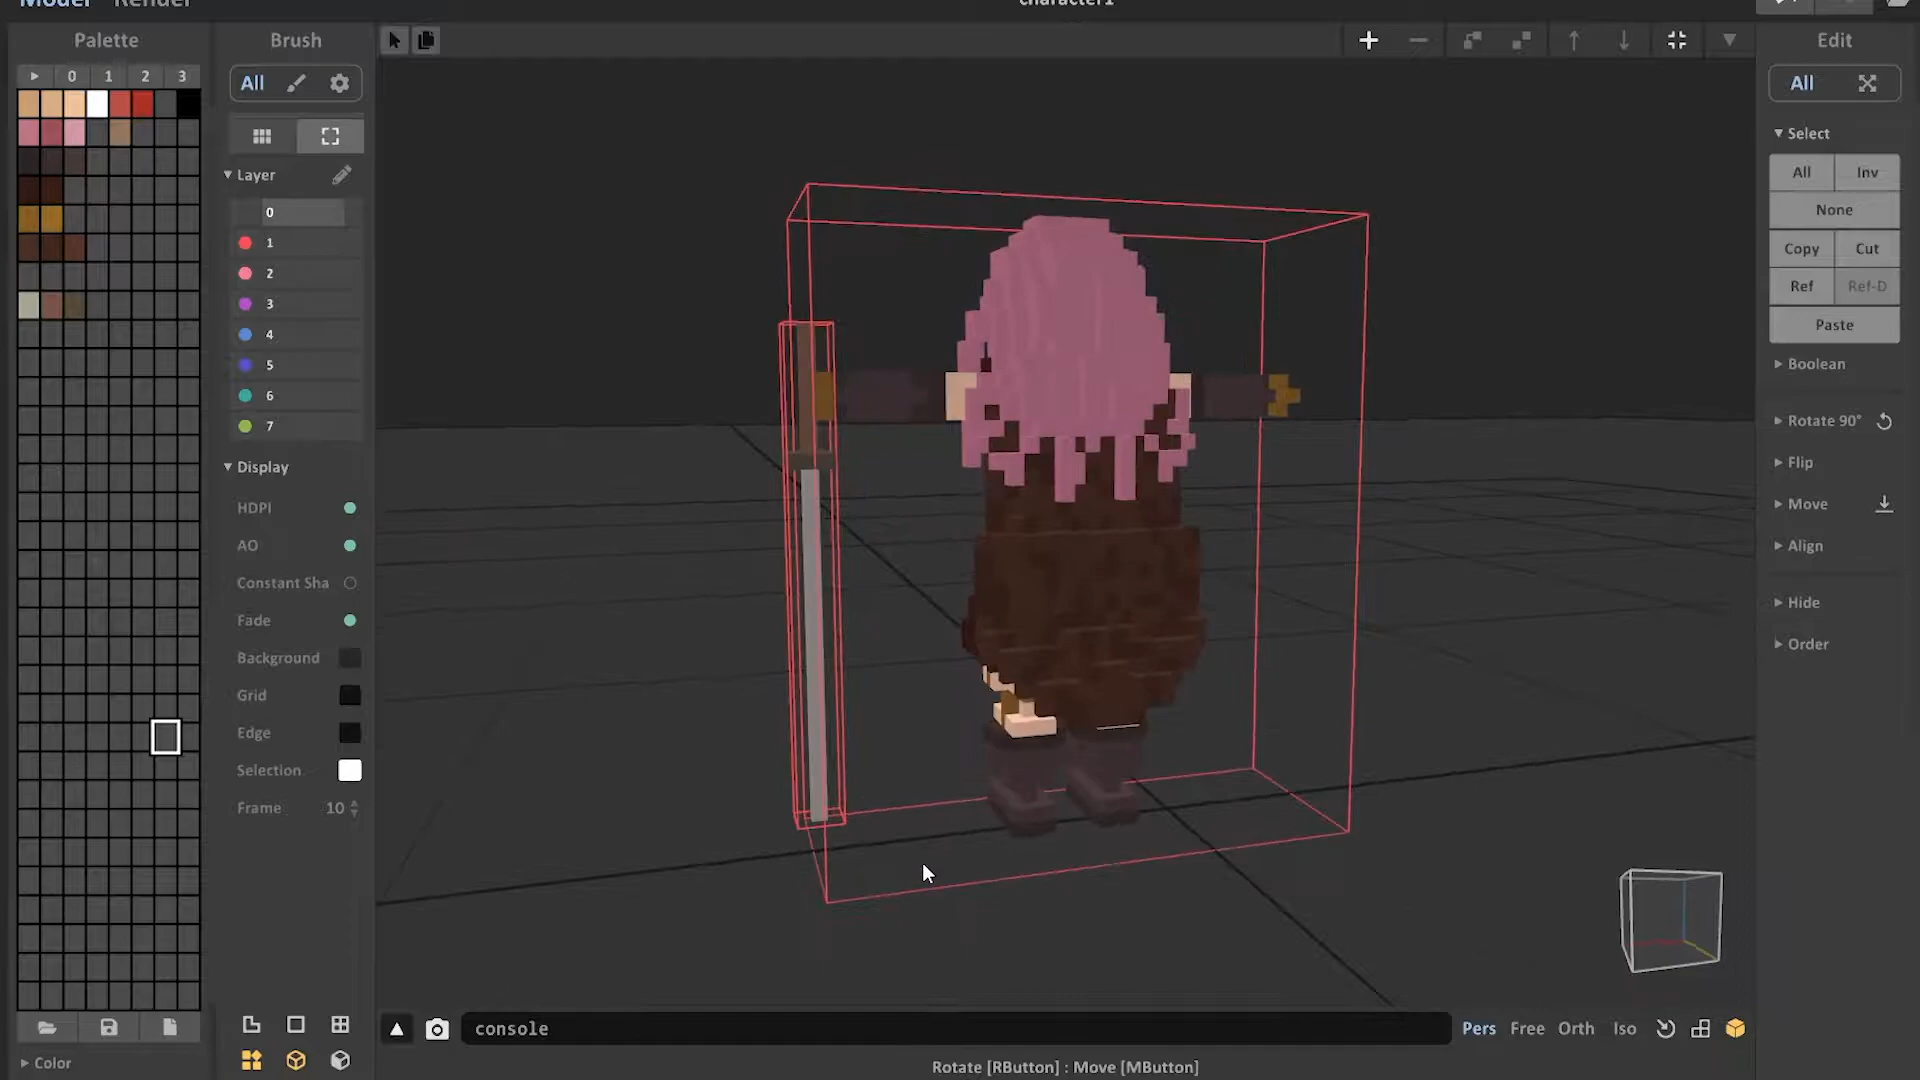 Model Render
character1
Palette
Brush
Edit
0 1 2 3
All
All
Layer
0
1
2
3
4
5
6
7
Display
HDPI
AO
Constant Sha
Fade
Background
Grid
Edge
Selection
Frame 10
Color
Select
All Inv
None
Copy Cut
Ref Ref-D
Paste
Boolean
Rotate 90°
Flip
Move
Align
Hide
Order
console
Pers Free Orth Iso
Rotate [RButton] : Move [MButton]